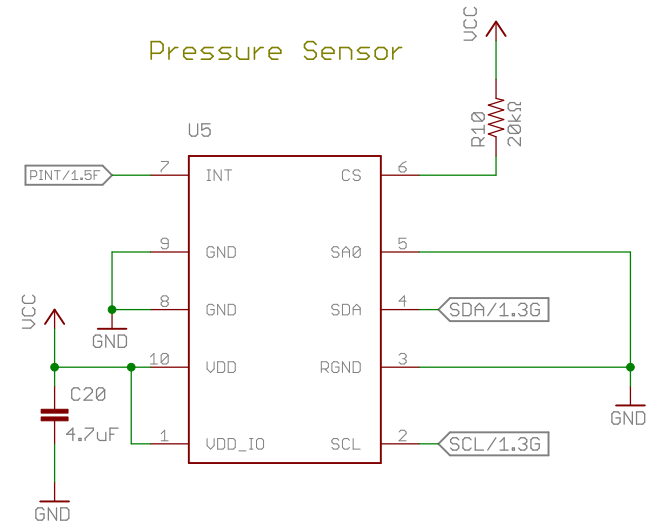 VCC
Pressure Sensor
R10
20kΩ
U5
PINT/1.5F
7
INT
CS
6
9
GND
SA0
5
8
GND
SDA
4
SDA/1.3G
VCC
GND
10
VDD
RGND
3
C20
4.7uF
GND
1
VDD_IO
SCL
2
SCL/1.3G
GND